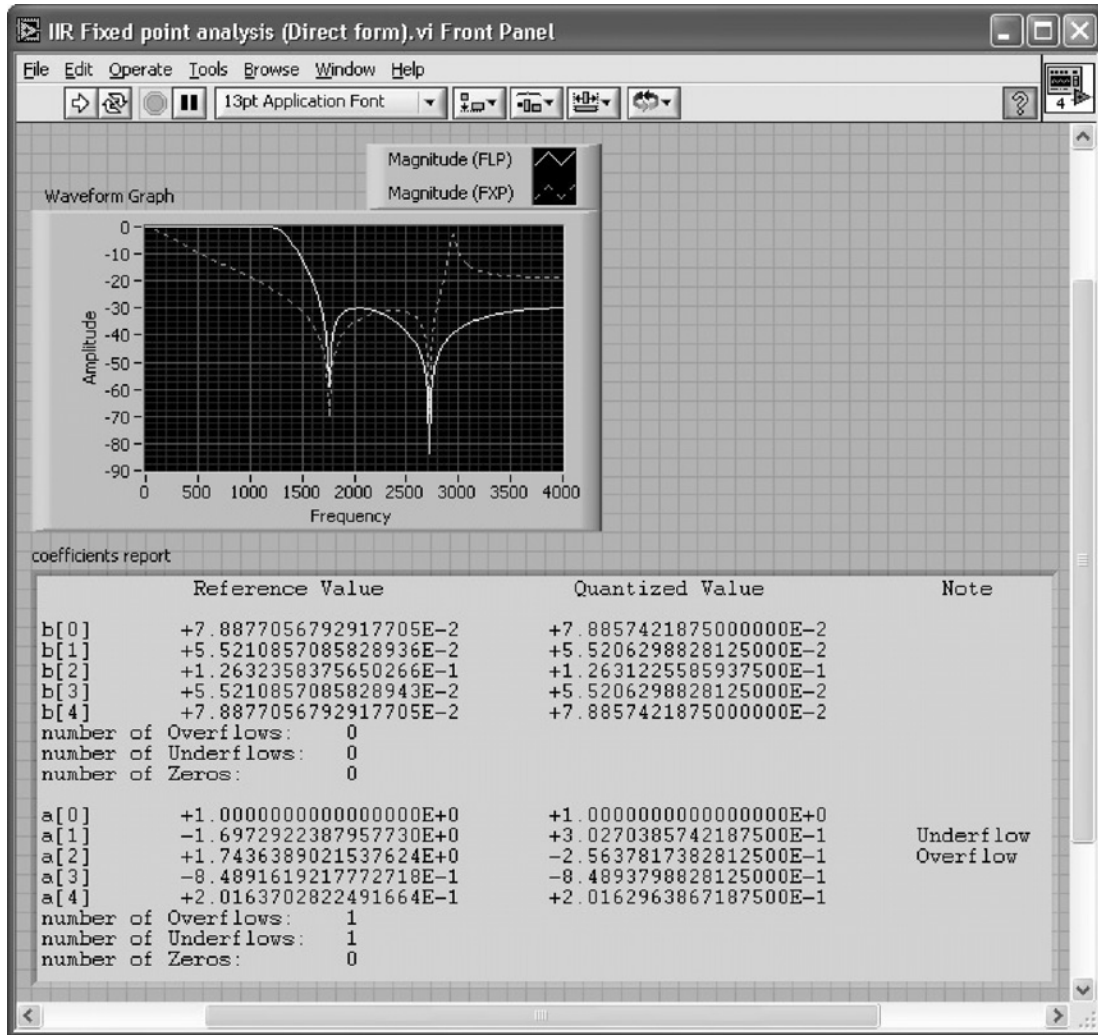 IIR Fixed point analysis (Direct form).vi Front Panel
File Edit Operate Tools Browse Window Help
13pt Application Font
4
Magnitude (FLP)
Magnitude (FXP)
Waveform Graph
0
-10
-20
-30
-40
-50
-60
-70
-80
-90
Amplitude
0 500 1000 1500 2000 2500 3000 3500 4000
Frequency
coefficients report
Reference Value Quantized Value Note
b[0] +7.8877056792917705E-2 +7.8857421875000000E-2
b[1] +5.5210857085828936E-2 +5.5206298828125000E-2
b[2] +1.2632358375650266E-1 +1.2631225585937500E-1
b[3] +5.5210857085828943E-2 +5.5206298828125000E-2
b[4] +7.8877056792917705E-2 +7.8857421875000000E-2
number of Overflows: 0
number of Underflows: 0
number of Zeros: 0
a[0] +1.0000000000000000E+0 +1.0000000000000000E+0
a[1] -1.6972922387957730E+0 +3.0270385742187500E-1 Underflow
a[2] +1.7436389021537624E+0 -2.5637817382812500E-1 Overflow
a[3] -8.4891619217772718E-1 -8.4893798828125000E-1
a[4] +2.0163702822491664E-1 +2.0162963867187500E-1
number of Overflows: 1
number of Underflows: 1
number of Zeros: 0